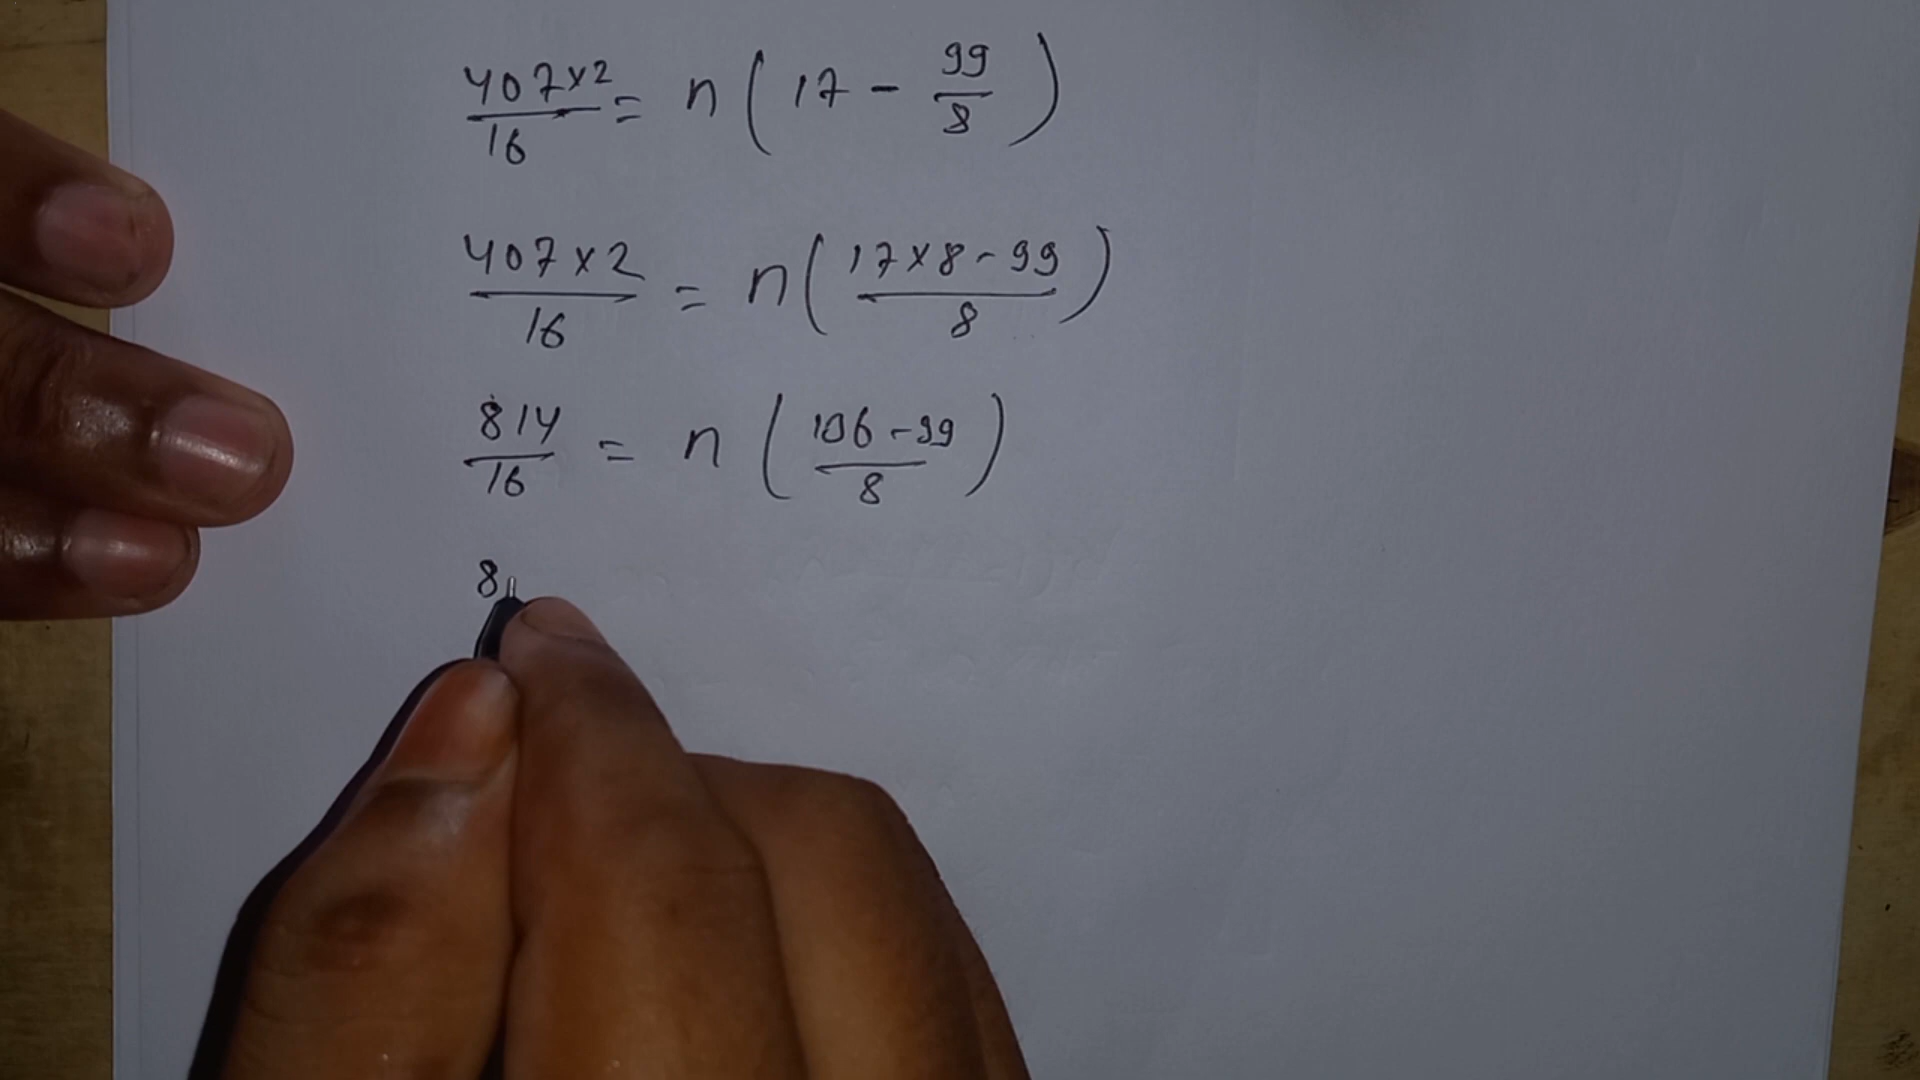 407×2/16 = n ( 17 - 99/8 )
407×2/16 = n ( 17×8-99/8 )
814/16 = n ( 136-99/8 )
8